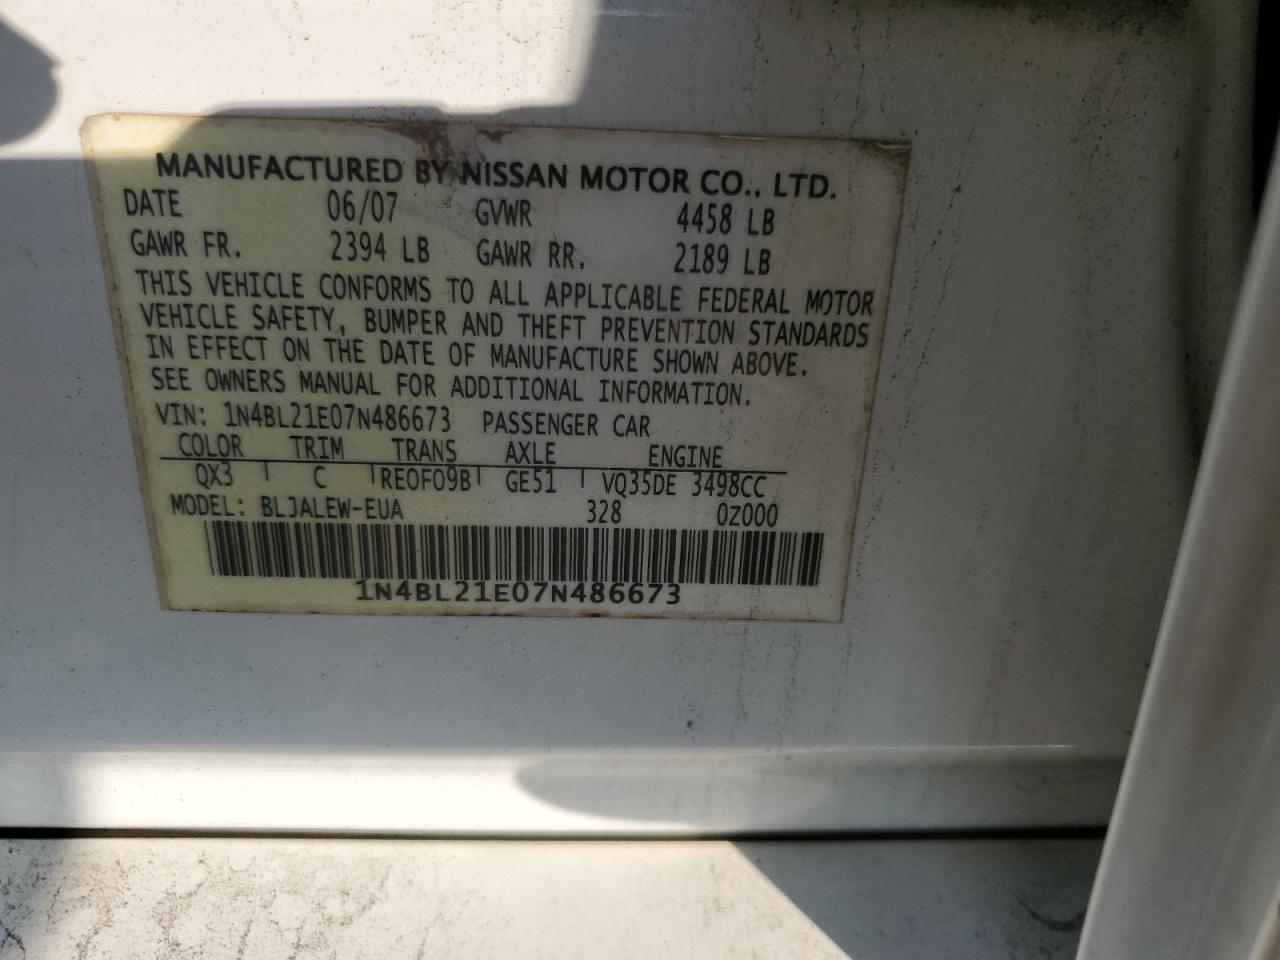 MANUFACTURED BY NISSAN MOTOR CO., LTD.
DATE 06/07 GVWR 4458 LB
GAWR FR. 2394 LB GAWR RR. 2189 LB
THIS VEHICLE CONFORMS TO ALL APPLICABLE FEDERAL MOTOR
VEHICLE SAFETY, BUMPER AND THEFT PREVENTION STANDARDS
IN EFFECT ON THE DATE OF MANUFACTURE SHOWN ABOVE.
SEE OWNERS MANUAL FOR ADDITIONAL INFORMATION.
VIN: 1N4BL21E07N486673 PASSENGER CAR
COLOR TRIM TRANS AXLE ENGINE
QX3 C RE0F09B GE51 VQ35DE 3498CC
MODEL: BLJALEW-EUA 328 0Z000
1N4BL21E07N486673